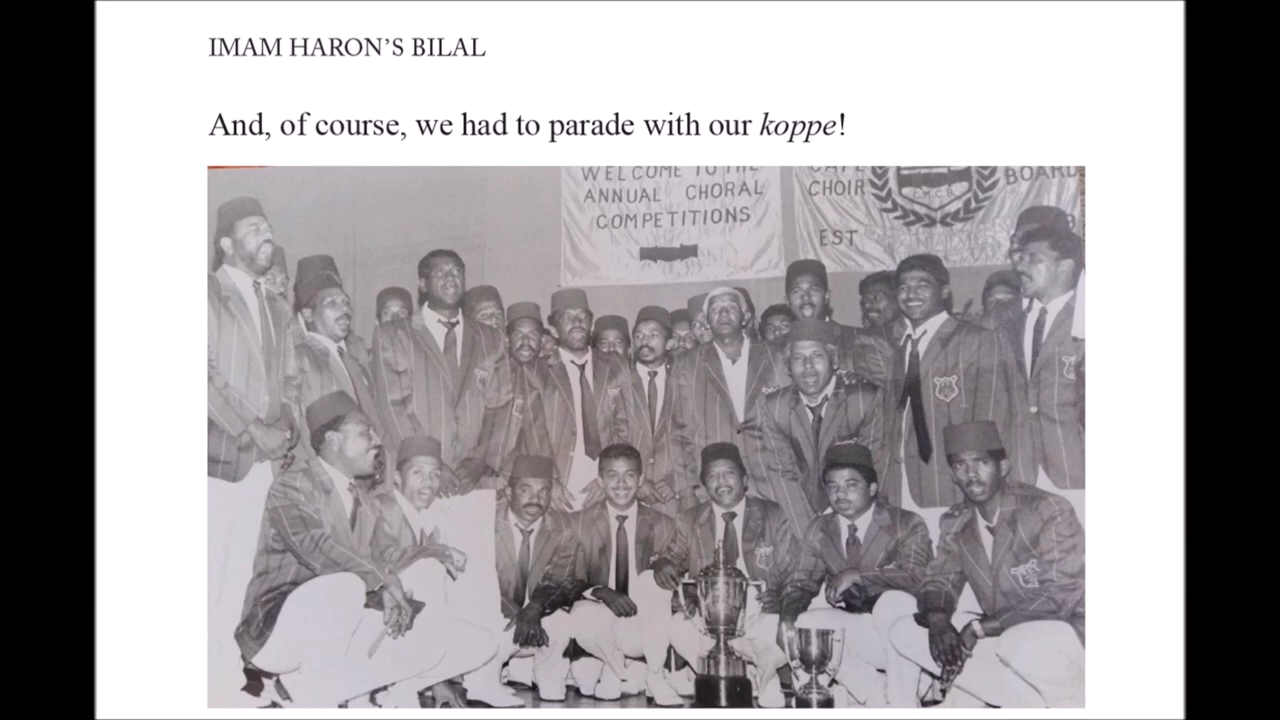 IMAM HARON’S BILAL
And, of course, we had to parade with our koppe!
WELCOME TO THE
ANNUAL CHORAL
COMPETITIONS
CAPE
CHOIR
BOARD
C.M.C.B.
EST